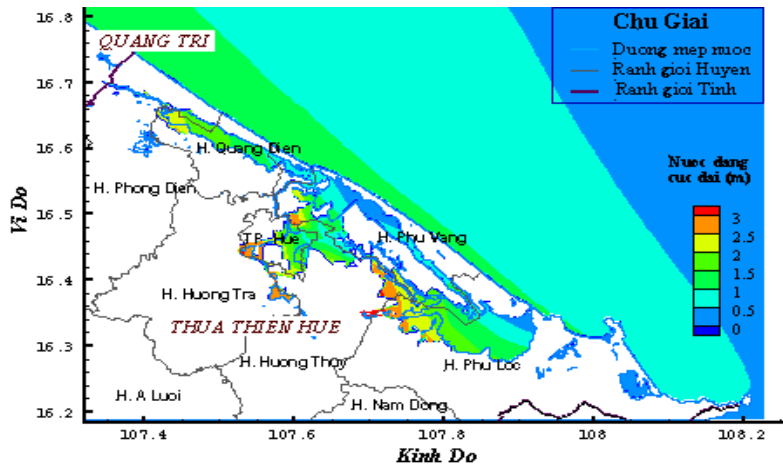 16.8
16.7
16.6
16.5
16.4
16.3
16.2
Vi Do
107.4
107.6
107.8
108
108.2
Kinh Do
QUANG TRI
H. Quang Dien
H. Phong Dien
T.P. Hue
H. Phu Vang
H. Huong Tra
THUA THIEN HUE
H. Huong Thuy
H. Phu Loc
H. A Luoi
H. Nam Dong
Chu Giai
Duong mep nuoc
Ranh gioi Huyen
Ranh gioi Tinh
Nuoc dang
cuc dai (m)
3
2.5
2
1.5
1
0.5
0